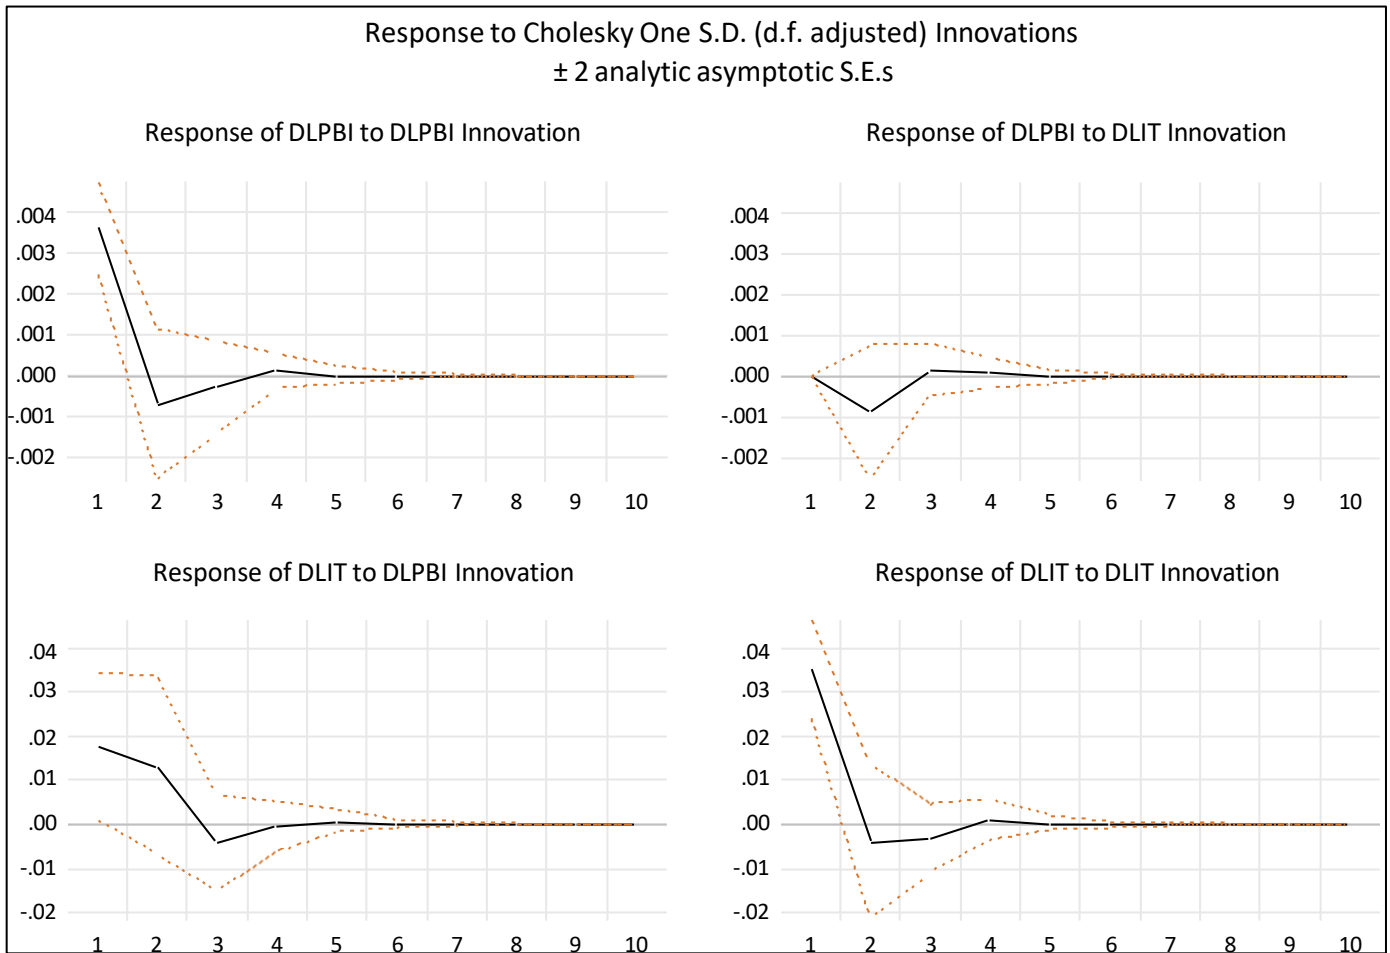 Response to Cholesky One S.D. (d.f. adjusted) Innovations
± 2 analytic asymptotic S.E.s
Response of DLPBI to DLPBI Innovation
.004
.003
.002
.001
.000
-.001
-.002
1 2 3 4 5 6 7 8 9 10
Response of DLPBI to DLIT Innovation
.004
.003
.002
.001
.000
-.001
-.002
1 2 3 4 5 6 7 8 9 10
Response of DLIT to DLPBI Innovation
.04
.03
.02
.01
.00
-.01
-.02
1 2 3 4 5 6 7 8 9 10
Response of DLIT to DLIT Innovation
.04
.03
.02
.01
.00
-.01
-.02
1 2 3 4 5 6 7 8 9 10